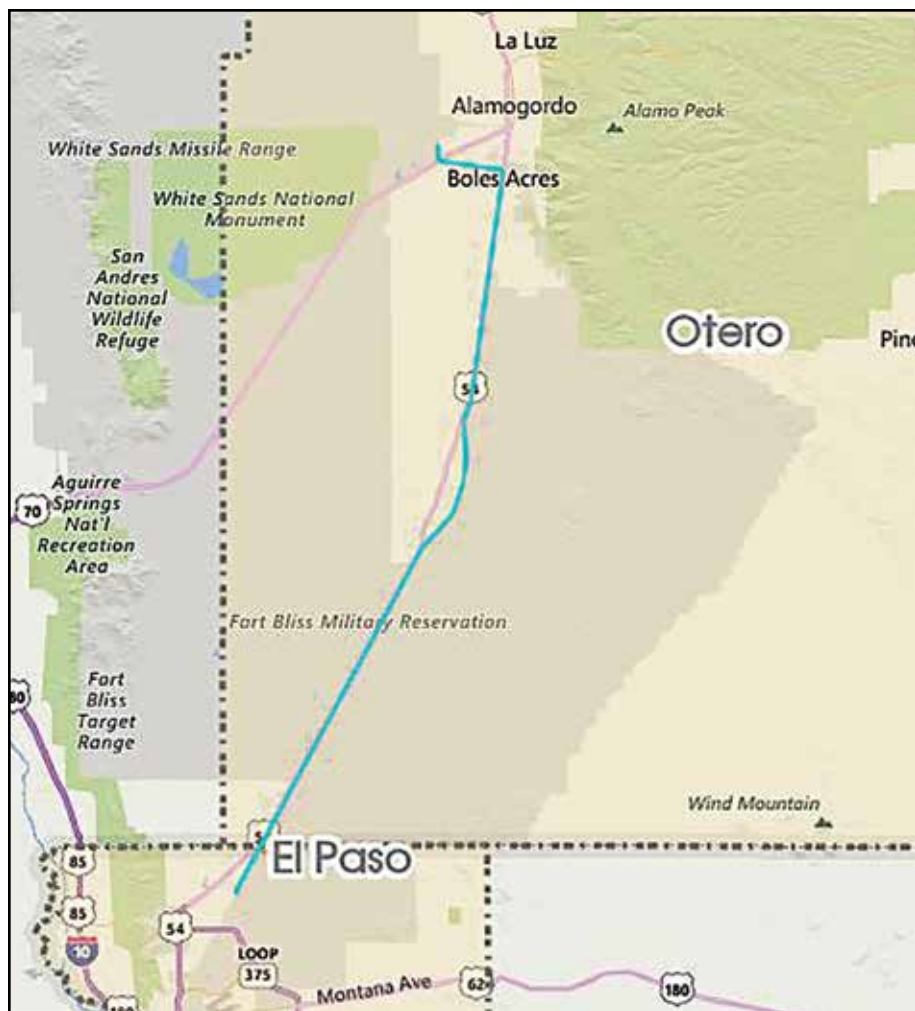 La Luz
Alamogordo
Alamo Peak
White Sands Missile Range
Boles Acres
White Sands National
Monument
San
Andres
National
Wildlife
Refuge
Otero
54
Aguirre
Springs
Nat'l
Recreation
Area
70
Fort Bliss Military Reservation
Fort
Bliss
Target
Range
Wind Mountain
El Paso
85
85
54
10
LOOP
375
Montana Ave
62
180